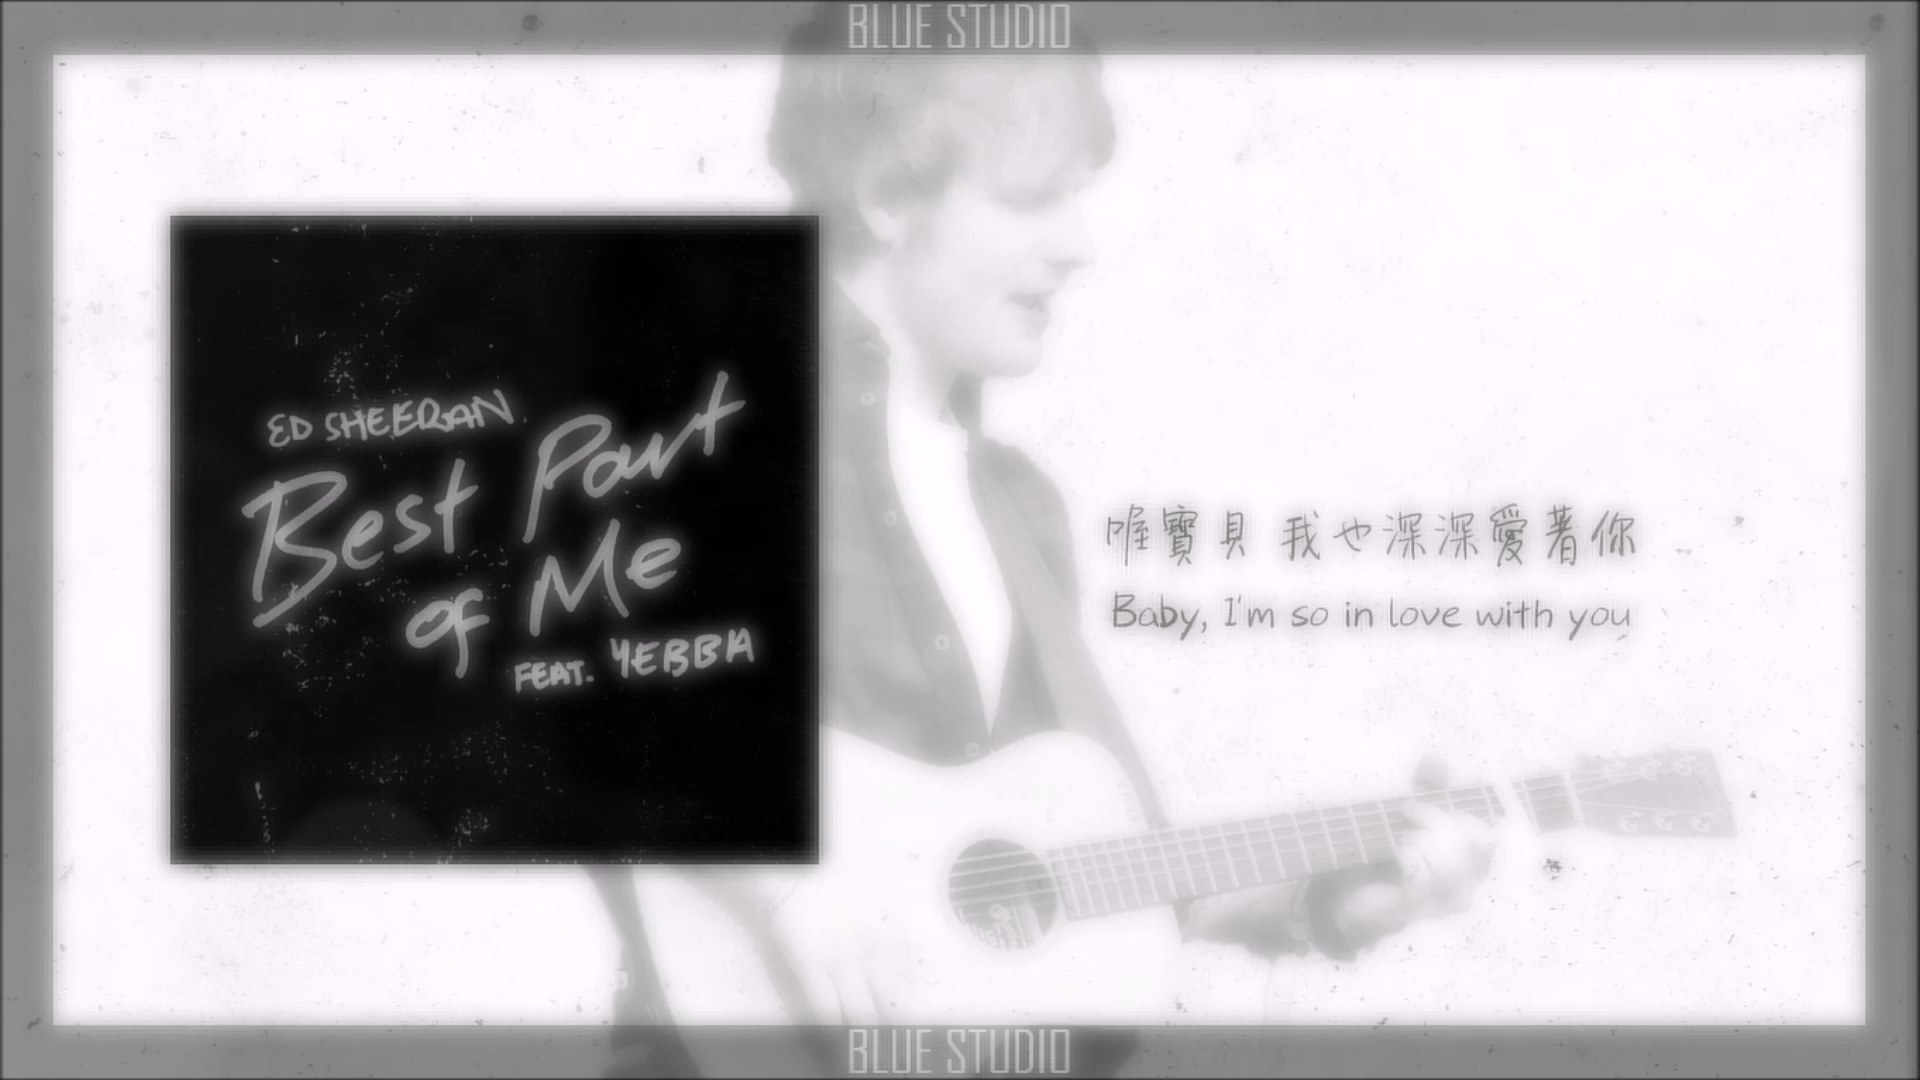 BLUE STUDIO
ED SHEERAN
Best Part
of Me
FEAT. YEBBA
喔寶貝 我也深深愛著你
Baby, I'm so in love with you
BLUE STUDIO